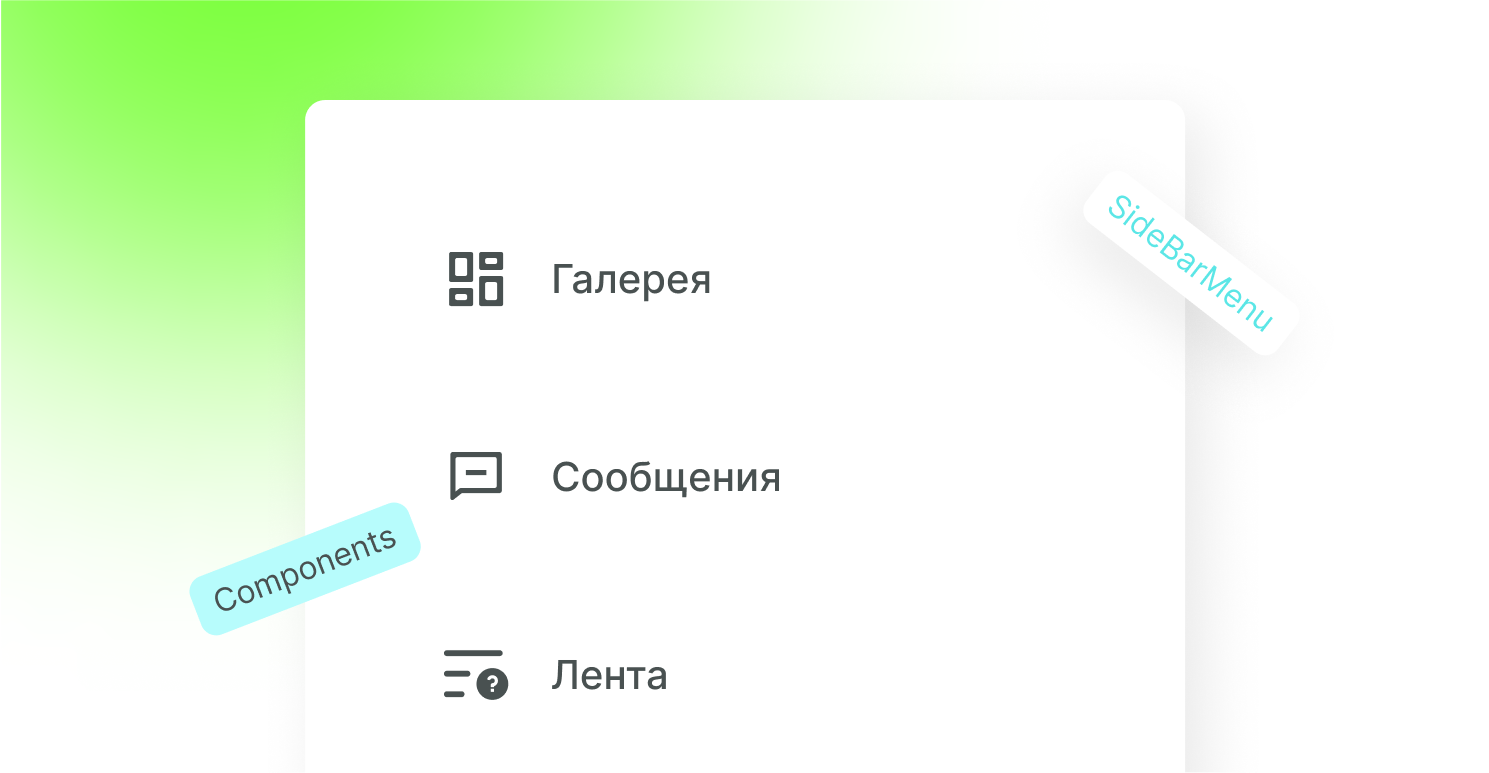 SideBarMenu
Галерея
Сообщения
Components
Лента
?